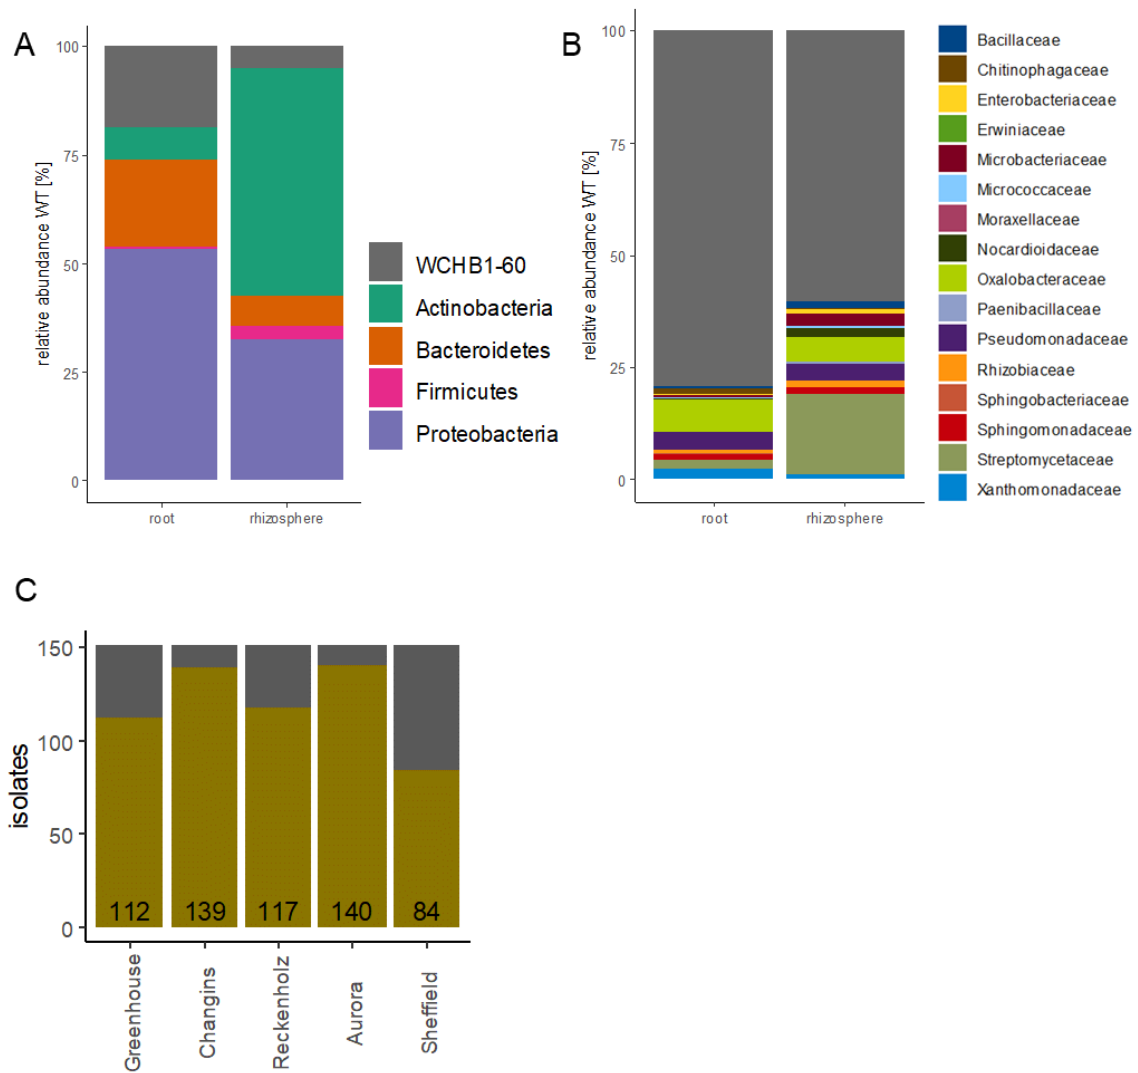 A
relative abundance WT [%]
100
75
50
25
0
root
rhizosphere
WCHB1-60
Actinobacteria
Bacteroidetes
Firmicutes
Proteobacteria
B
relative abundance WT [%]
100
75
50
25
0
root
rhizosphere
Bacillaceae
Chitinophagaceae
Enterobacteriaceae
Erwiniaceae
Microbacteriaceae
Micrococcaceae
Moraxellaceae
Nocardioidaceae
Oxalobacteraceae
Paenibacillaceae
Pseudomonadaceae
Rhizobiaceae
Sphingobacteriaceae
Sphingomonadaceae
Streptomycetaceae
Xanthomonadaceae
C
isolates
150
100
50
0
112
139
117
140
84
Greenhouse
Changins
Reckenholz
Aurora
Sheffield